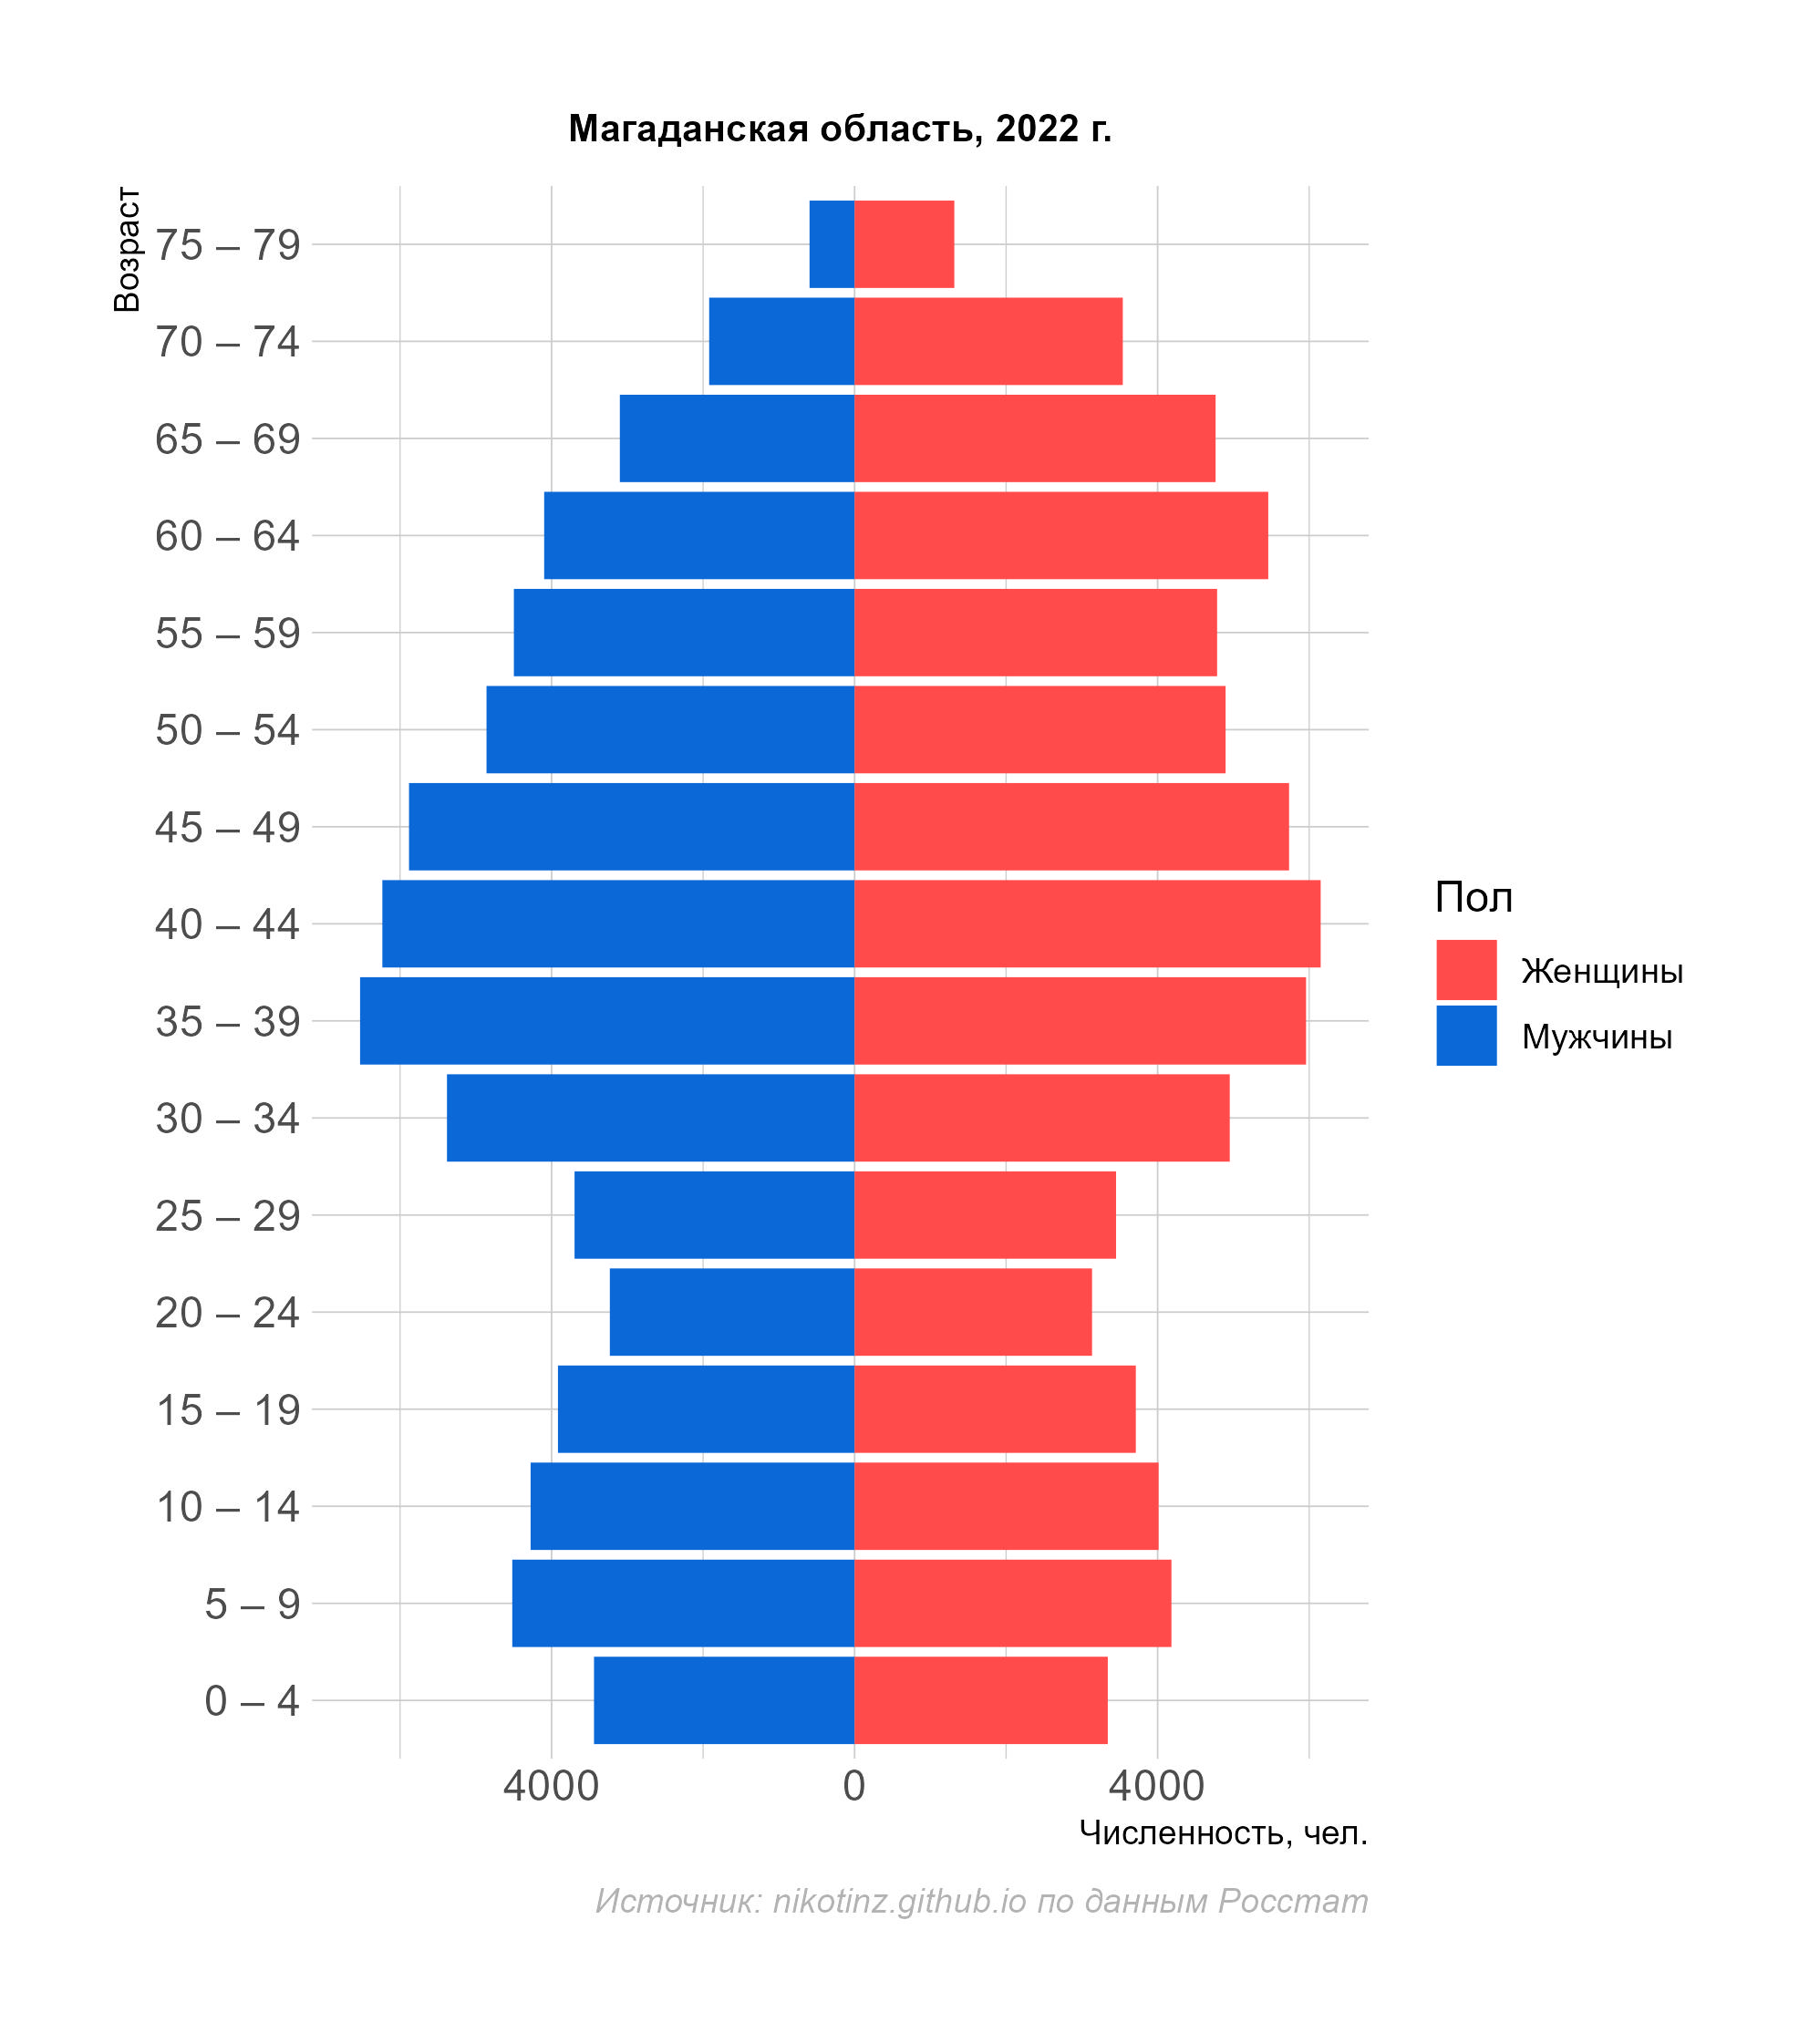 Магаданская область, 2022 г.
Возраст
75 – 79
70 – 74
65 – 69
60 – 64
55 – 59
50 – 54
45 – 49
40 – 44
35 – 39
30 – 34
25 – 29
20 – 24
15 – 19
10 – 14
5 – 9
0 – 4
4000 0 4000
Численность, чел.
Пол
Женщины
Мужчины
Источник: nikotinz.github.io по данным Росстат